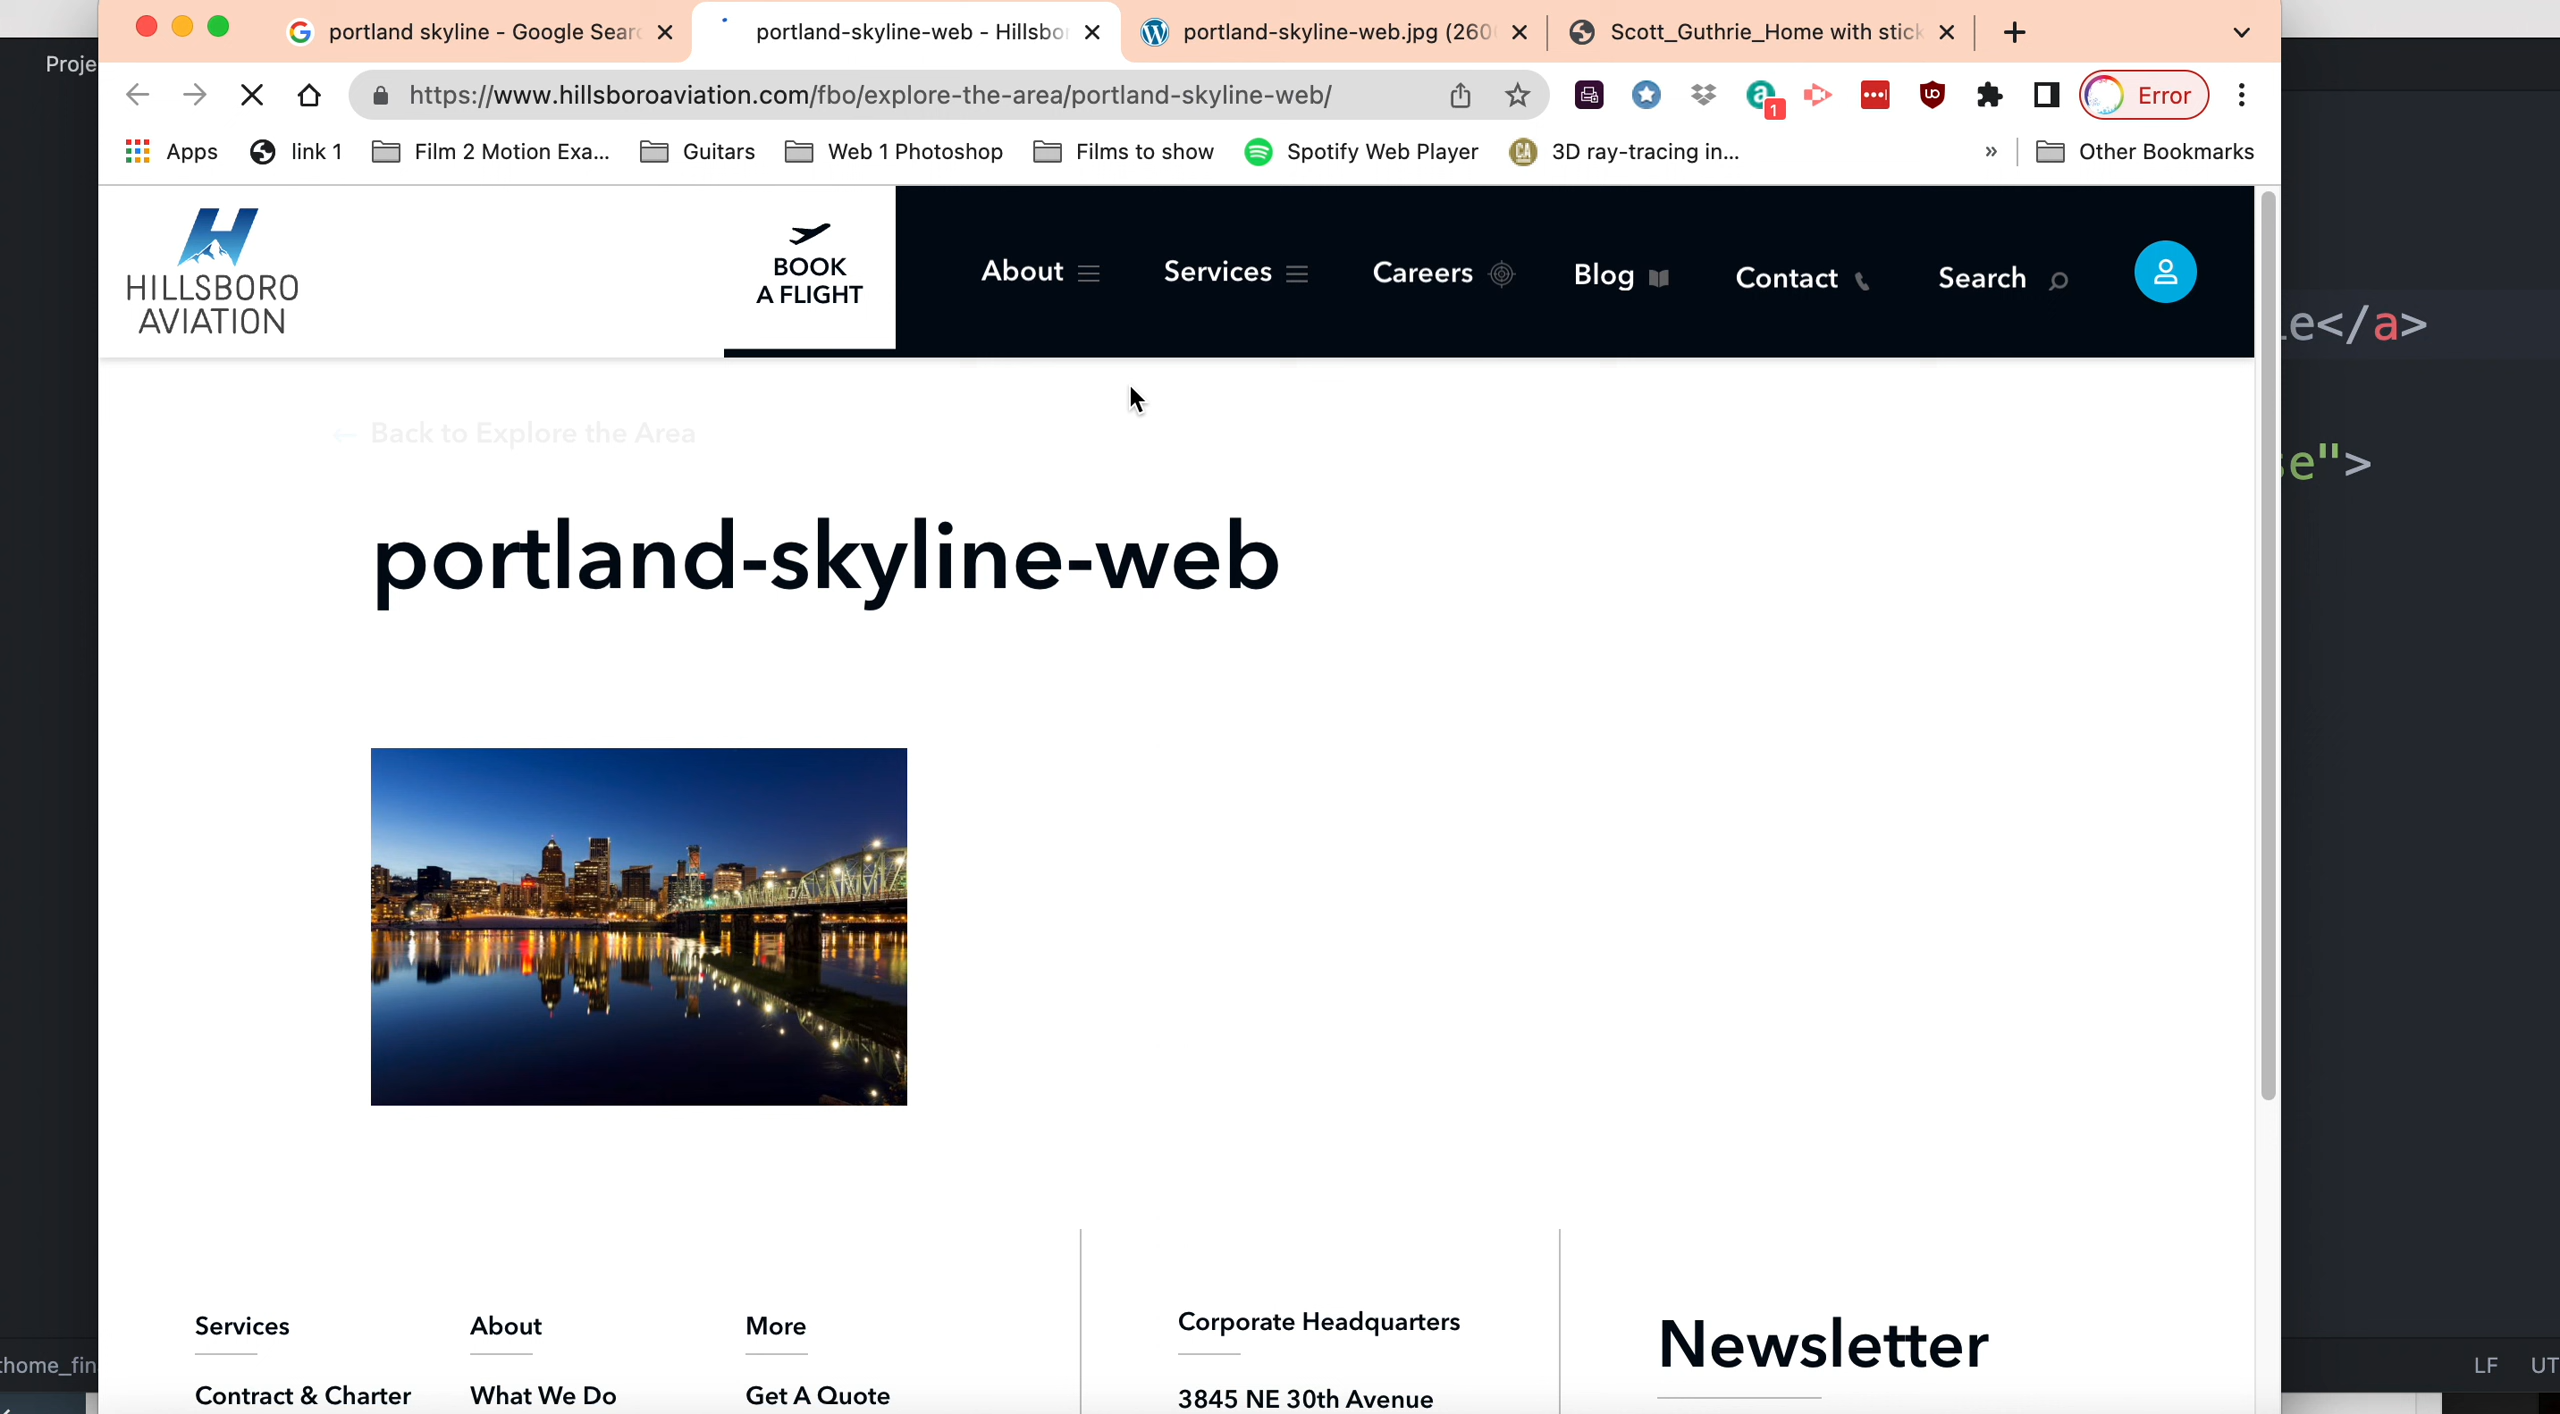 portland skyline - Google Sear
portland-skyline-web - Hillsbor
portland-skyline-web.jpg (260
Scott_Guthrie_Home with stick
Proje
https://www.hillsboroaviation.com/fbo/explore-the-area/portland-skyline-web/
1
Error
Apps
link 1
Film 2 Motion Exa...
Guitars
Web 1 Photoshop
Films to show
Spotify Web Player
3D ray-tracing in...
»
Other Bookmarks
HILLSBORO
AVIATION
BOOK
A FLIGHT
About
Services
Careers
Blog
Contact
Search
e</a>
← Back to Explore the Area
e">
portland-skyline-web
Services
About
More
Corporate Headquarters
Newsletter
thome_fin
LF
UT
Contract & Charter
What We Do
Get A Quote
3845 NE 30th Avenue